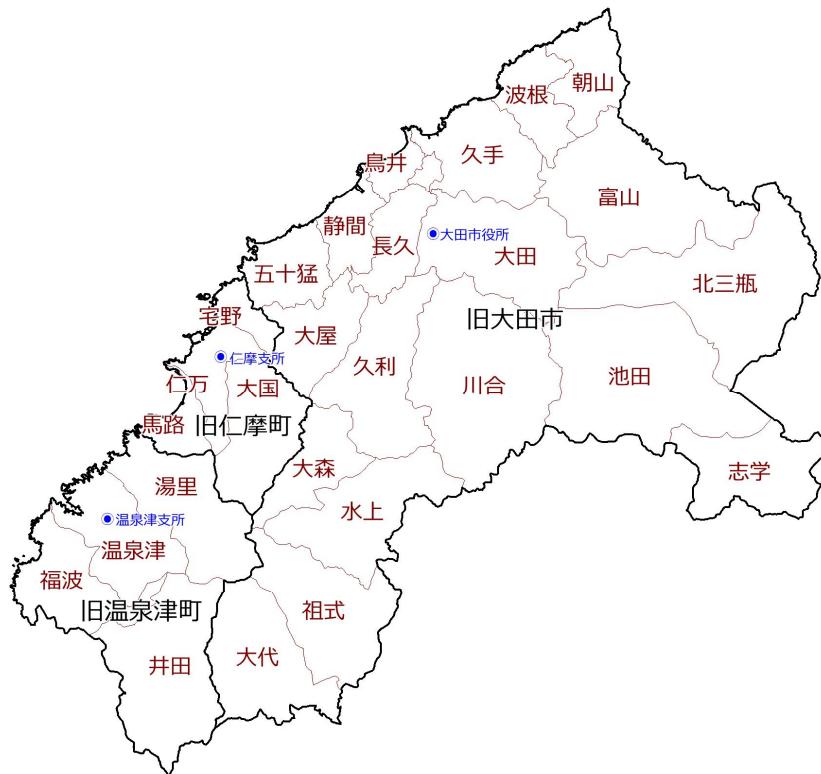 朝山
波根
久手
鳥井
富山
静間
長久
大田市役所
大田
五十猛
北三瓶
宅野
旧大田市
大屋
仁摩支所
久利
池田
仁万
大国
川合
馬路
旧仁摩町
大森
志学
湯里
水上
温泉津支所
温泉津
福波
旧温泉津町
祖式
大代
井田